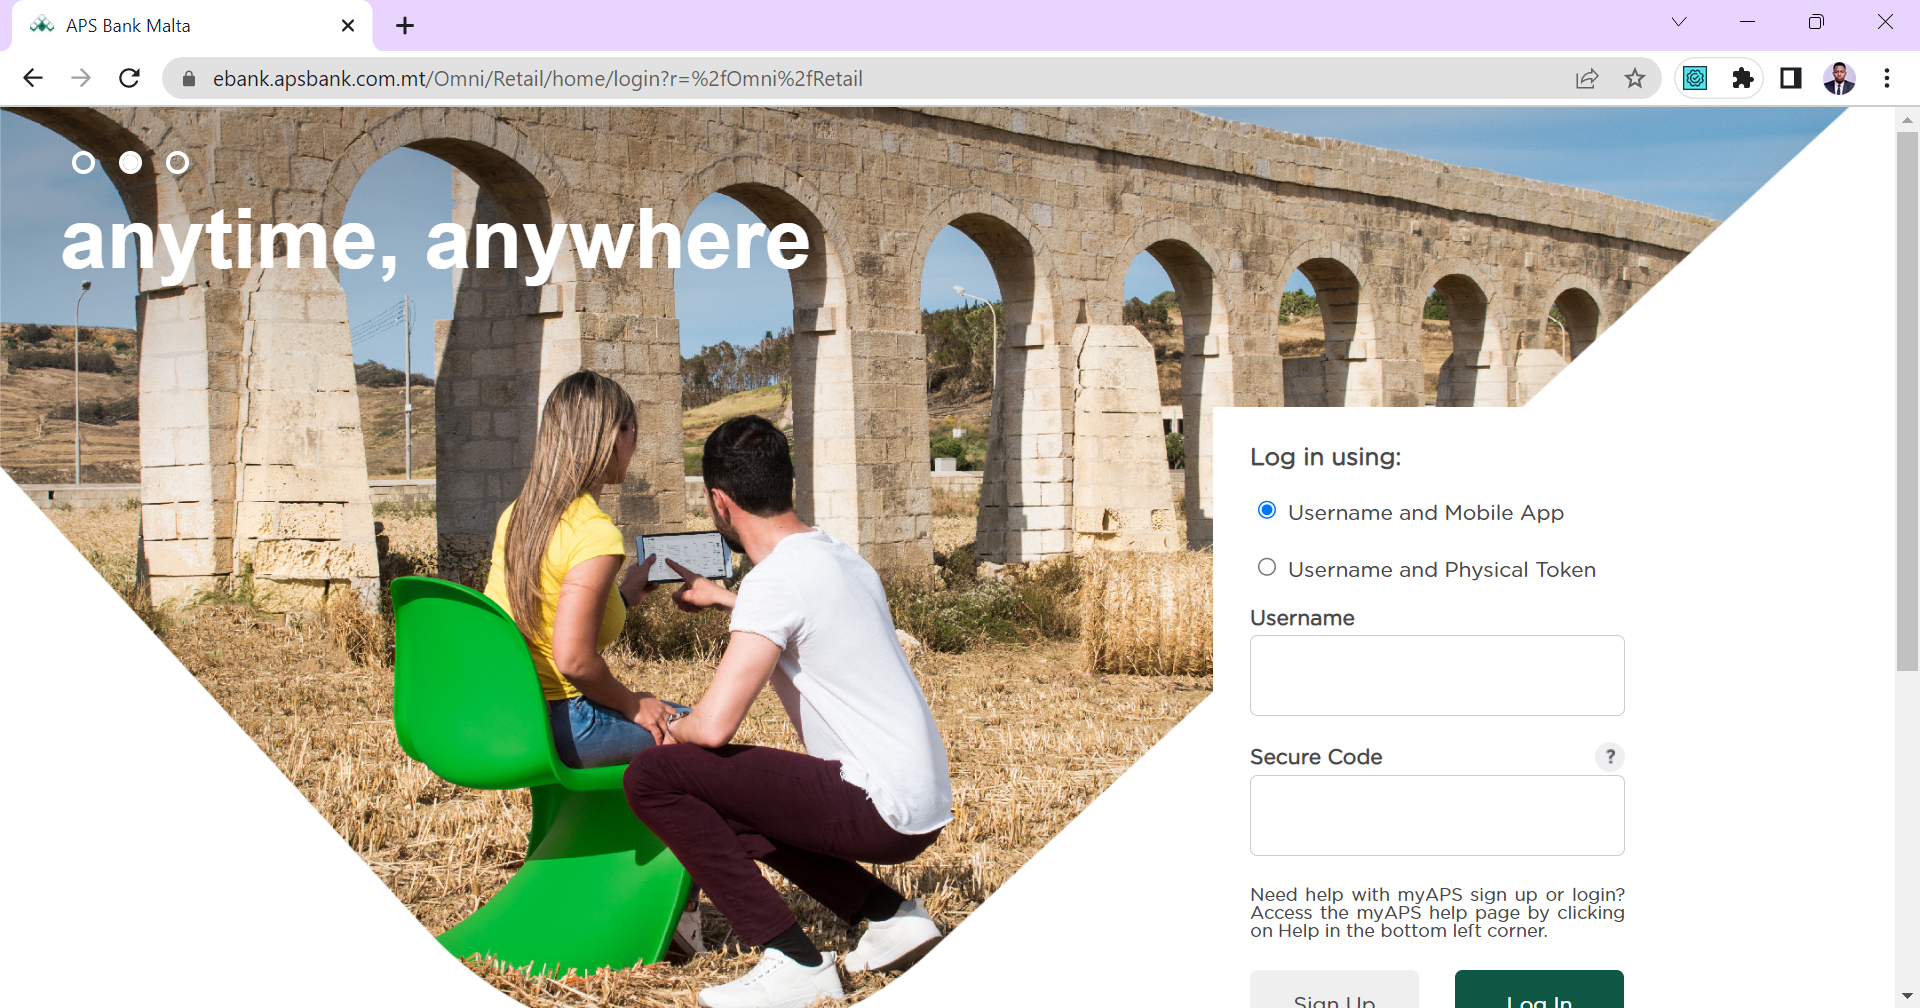 APS Bank Malta
ebank.apsbank.com.mt/Omni/Retail/home/login?r=%2fOmni%2fRetail
anytime, anywhere
Log in using:
Username and Mobile App
Username and Physical Token
Username
Secure Code
?
Need help with myAPS sign up or login?
Access the myAPS help page by clicking
on Help in the bottom left corner.
Sign Up
Log In